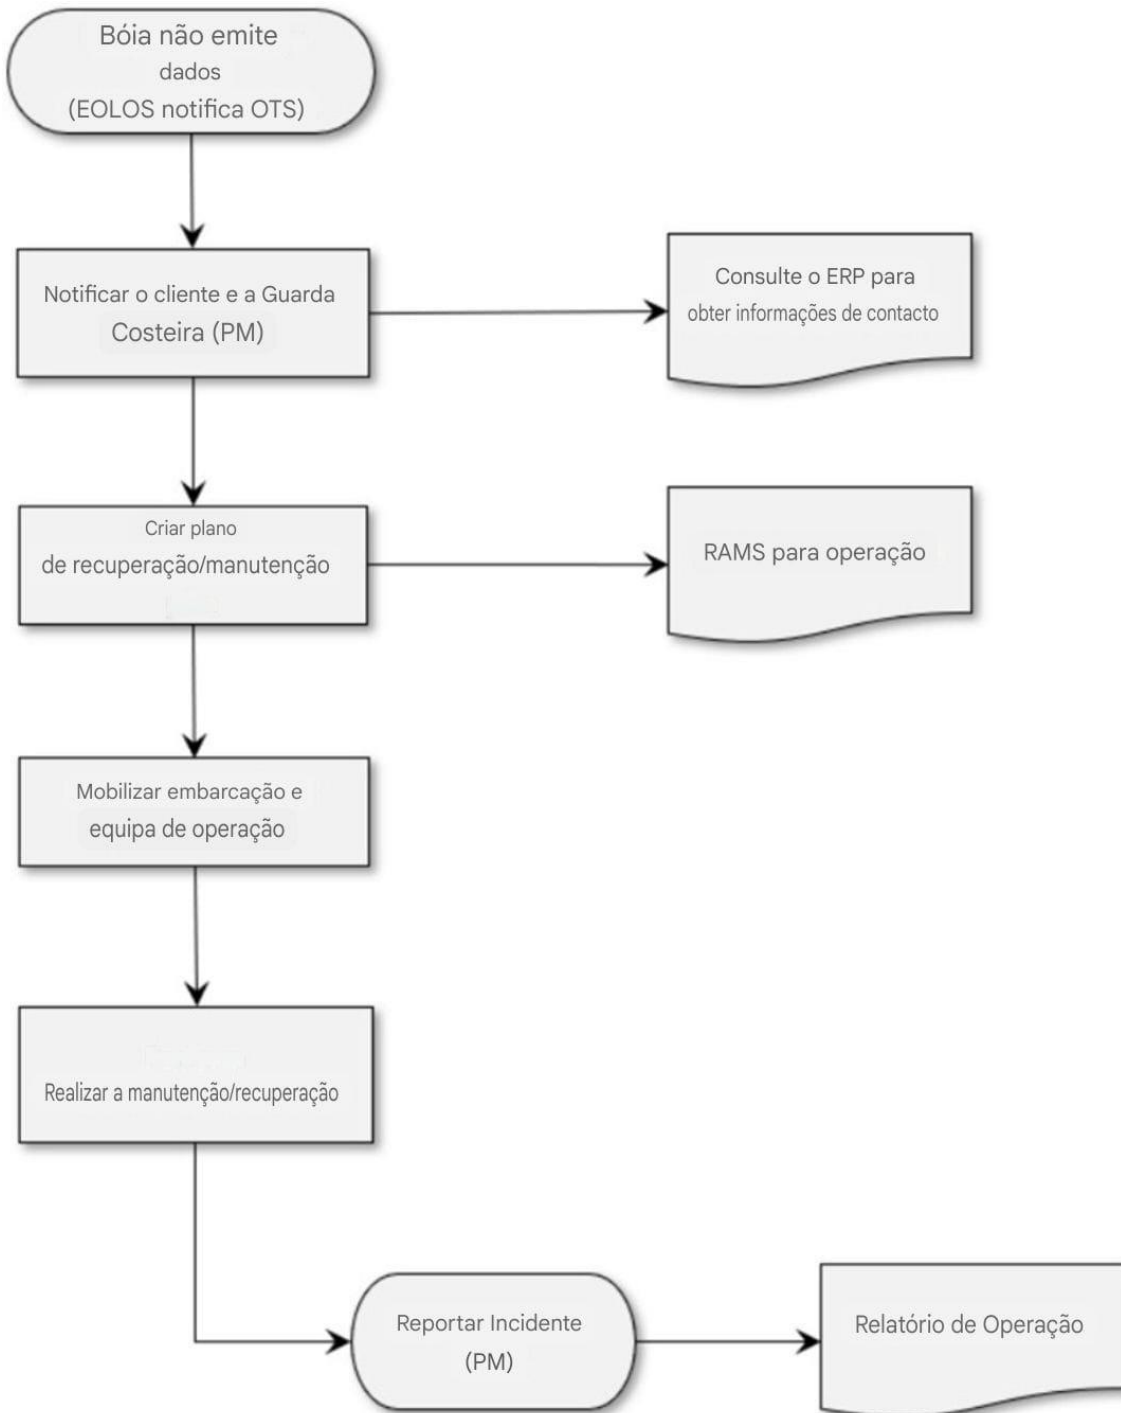 Bóia não emite
dados
(EOLOS notifica OTS)
Notificar o cliente e a Guarda
Costeira (PM)
Consulte o ERP para
obter informações de contacto
Criar plano
de recuperação/manutenção
RAMS para operação
Mobilizar embarcação e
equipa de operação
Realizar a manutenção/recuperação
Reportar Incidente
(PM)
Relatório de Operação